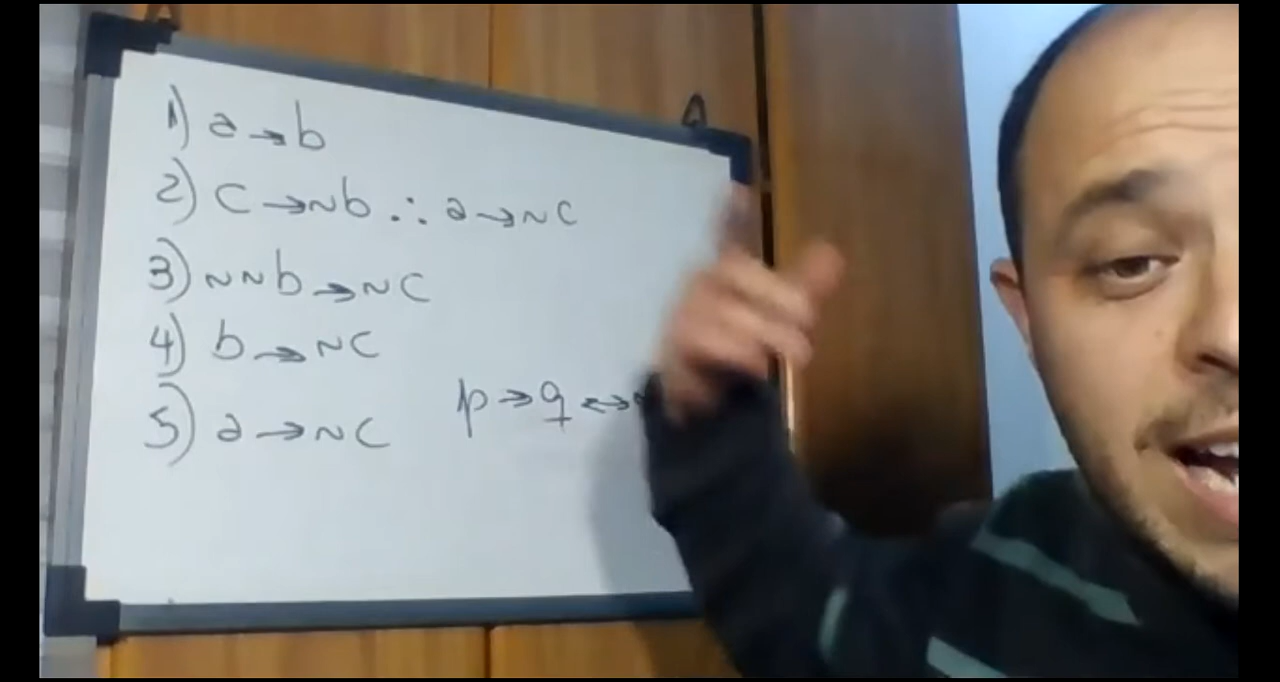 1) a→b
2) c→~b ∴ a→~c
3) ~~b→~c
4) b→~c
5) a→~c
p→q↔